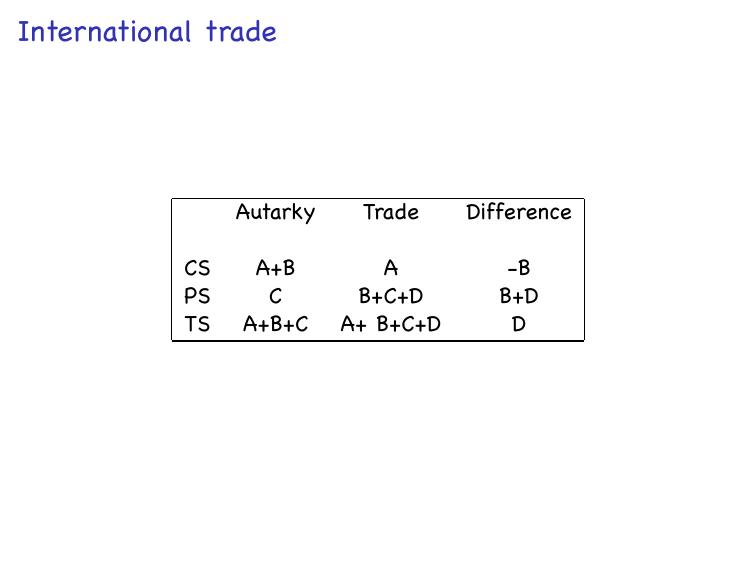 International trade
Autarky Trade Difference
CS A+B A -B
PS C B+C+D B+D
TS A+B+C A+ B+C+D D